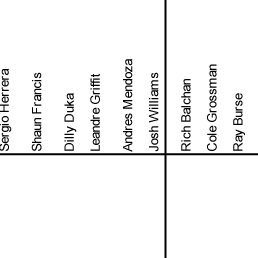 Sergio Herrera
Shaun Francis
Dilly Duka
Leandre Griffit
Andres Mendoza
Josh Williams
Rich Balchan
Cole Grossman
Ray Burse